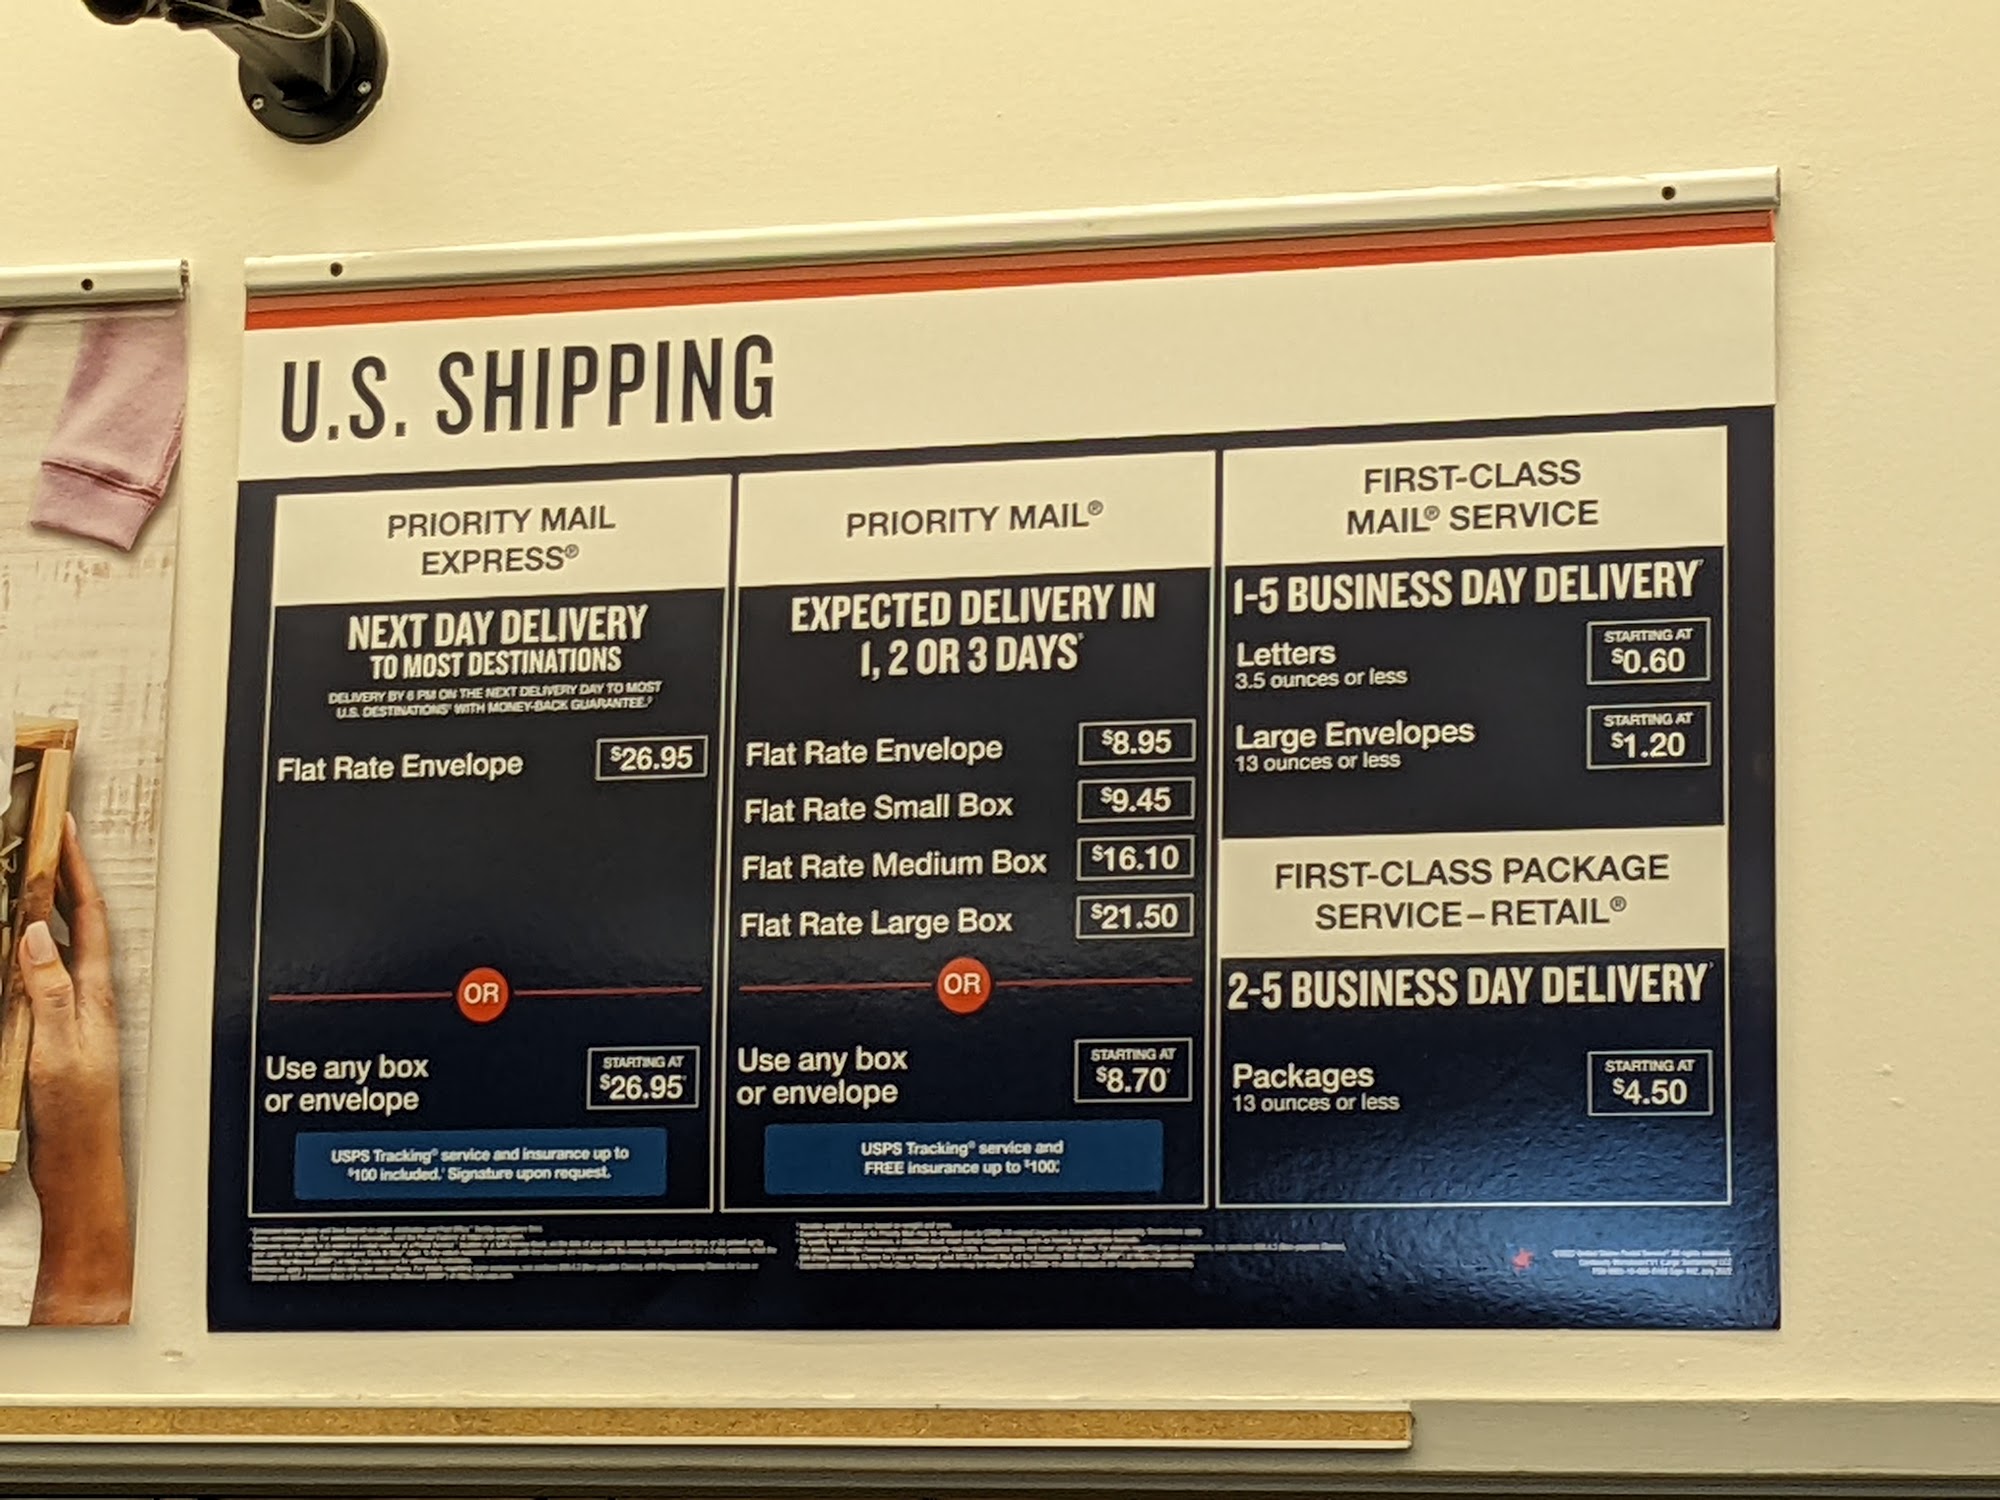 U.S. SHIPPING
PRIORITY MAIL
EXPRESS®
NEXT DAY DELIVERY
TO MOST DESTINATIONS
DELIVERY BY 6 PM ON THE NEXT DELIVERY DAY TO MOST
U.S. DESTINATIONS WITH MONEY-BACK GUARANTEE.
Flat Rate Envelope $26.95
OR
Use any box
or envelope
STARTING AT
$26.95
USPS Tracking® service and insurance up to
$100 included. Signature upon request.
PRIORITY MAIL®
EXPECTED DELIVERY IN
1, 2 OR 3 DAYS
Flat Rate Envelope $8.95
Flat Rate Small Box $9.45
Flat Rate Medium Box $16.10
Flat Rate Large Box $21.50
OR
Use any box
or envelope
STARTING AT
$8.70
USPS Tracking® service and
FREE insurance up to $100.
FIRST-CLASS
MAIL® SERVICE
1-5 BUSINESS DAY DELIVERY
Letters
3.5 ounces or less
STARTING AT
$0.60
Large Envelopes
13 ounces or less
STARTING AT
$1.20
FIRST-CLASS PACKAGE
SERVICE–RETAIL®
2-5 BUSINESS DAY DELIVERY
Packages
13 ounces or less
STARTING AT
$4.50